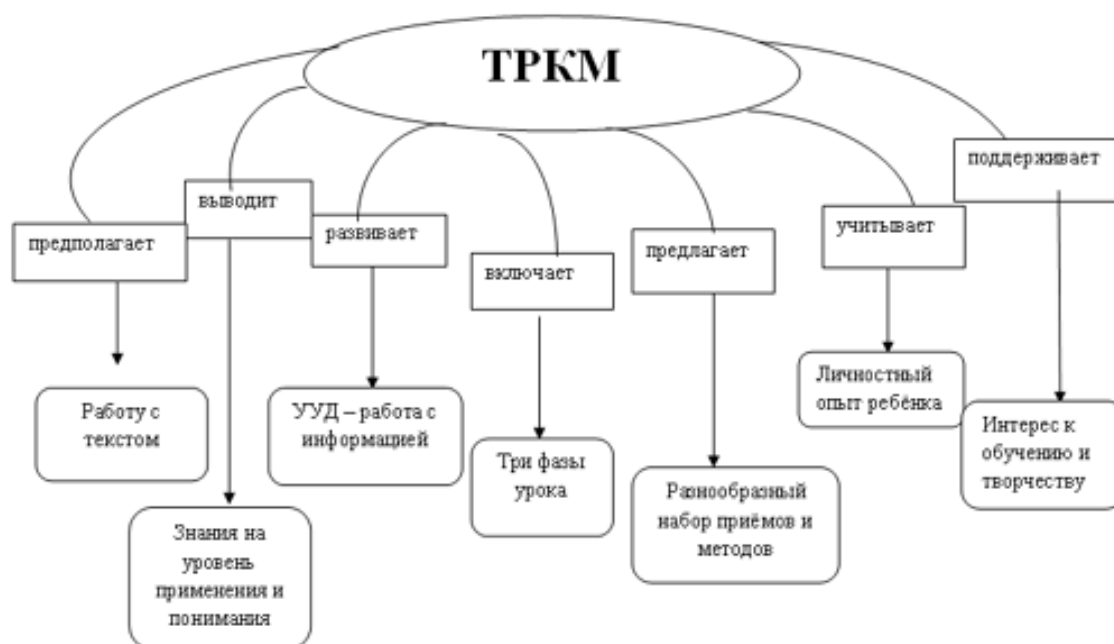 ТРКМ
предполагает
выводит
развивает
включает
предлагает
учитывает
поддерживает
Работу с
текстом
Знания на
уровень
применения и
понимания
УУД – работа с
информацией
Три фазы
урока
Разнообразный
набор приёмов и
методов
Личностный
опыт ребёнка
Интерес к
обучению и
творчеству